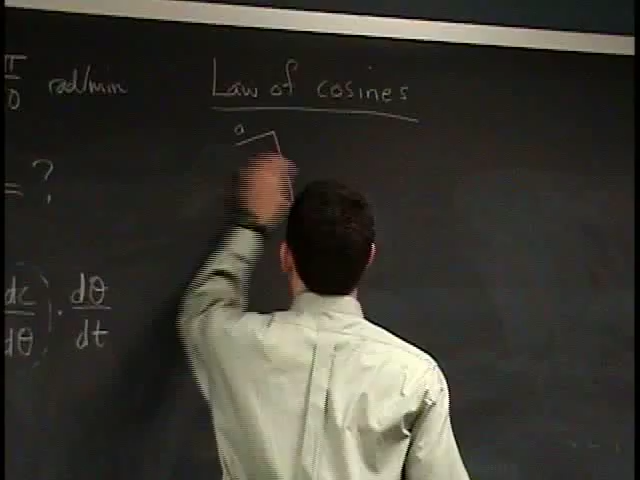 π/0 rad/min
= ?
dc/dθ) · dθ/dt
Law of cosines
a